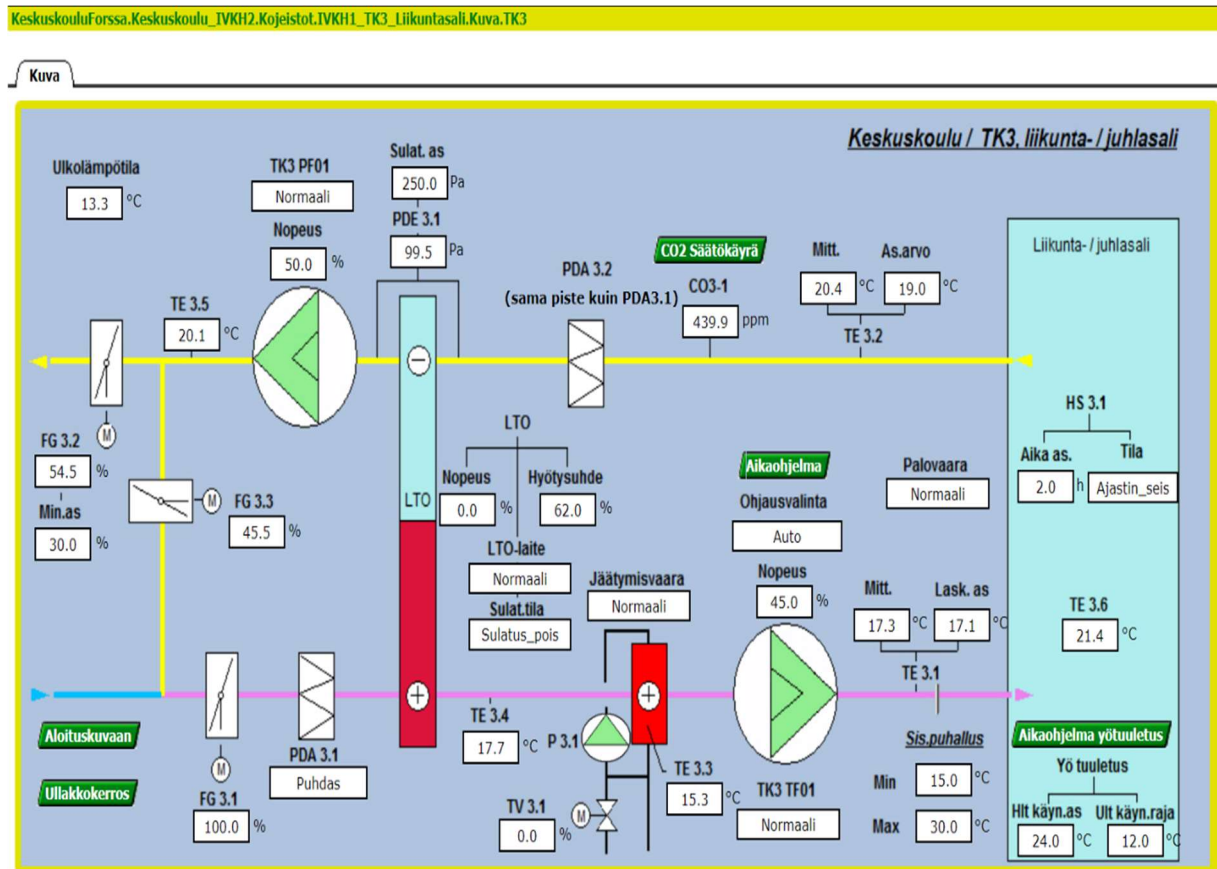 KeskuskouluForssa.Keskuskoulu_IVKH2.Kojeistot.IVKH1_TK3_Liikuntasali.Kuva.TK3
Kuva
Keskuskoulu / TK3, liikunta- / juhlasali
Ulkolämpötila
13.3 °C
TK3 PF01
Normaali
Nopeus
50.0 %
Sulat. as
250.0 Pa
PDE 3.1
99.5 Pa
TE 3.5
20.1 °C
PDA 3.2
(sama piste kuin PDA3.1)
CO2 Säätökäyrä
CO3-1
439.9 ppm
Mitt. As.arvo
20.4 °C 19.0 °C
TE 3.2
Liikunta- / juhlasali
FG 3.2
54.5 %
Min.as
30.0 %
M
M
FG 3.3
45.5 %
LTO
LTO
Nopeus Hyötysuhde
0.0 % 62.0 %
LTO-laite
Normaali
Sulat.tila
Sulatus_pois
Jäätymisvaara
Normaali
Aikaohjelma
Ohjausvalinta
Auto
Nopeus
45.0 %
Palovaara
Normaali
HS 3.1
Aika as. Tila
2.0 h Ajastin_seis
Mitt. Lask. as
17.3 °C 17.1 °C
TE 3.1
TE 3.6
21.4 °C
Aloituskuvaan
Ullakkokerros
M
FG 3.1
100.0 %
PDA 3.1
Puhdas
TE 3.4
17.7 °C
P 3.1
TV 3.1
0.0 %
M
TE 3.3
15.3 °C
TK3 TF01
Normaali
Sis.puhallus
Min 15.0 °C
Max 30.0 °C
Aikaohjelma yötuuletus
Yö tuuletus
Hlt käyn.as Ult käyn.raja
24.0 °C 12.0 °C